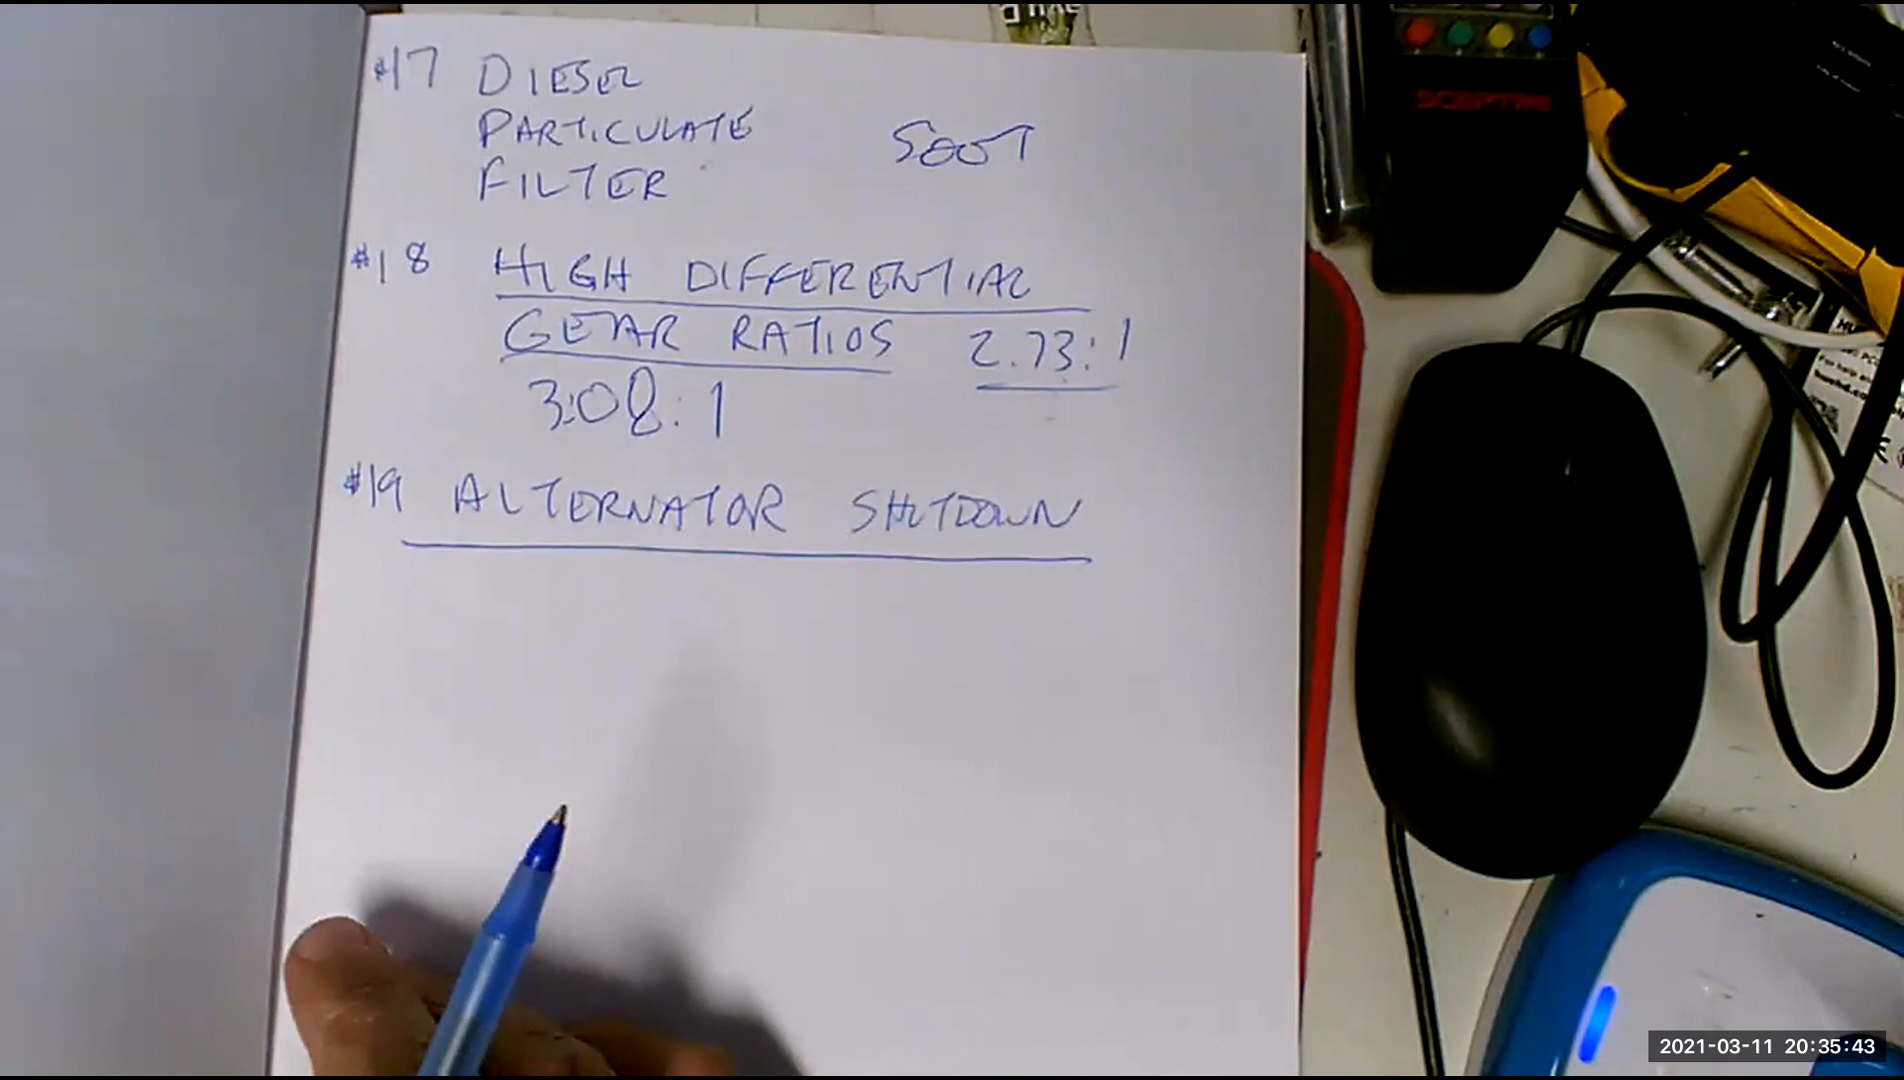 #17 DIESEL
PARTICULATE SOOT
FILTER
#18 HIGH DIFFERENTIAL
GEAR RATIOS 2.73:1
3:08:1
#19 ALTERNATOR SHUTDOWN
SCEPTRE
2021-03-11 20:35:43